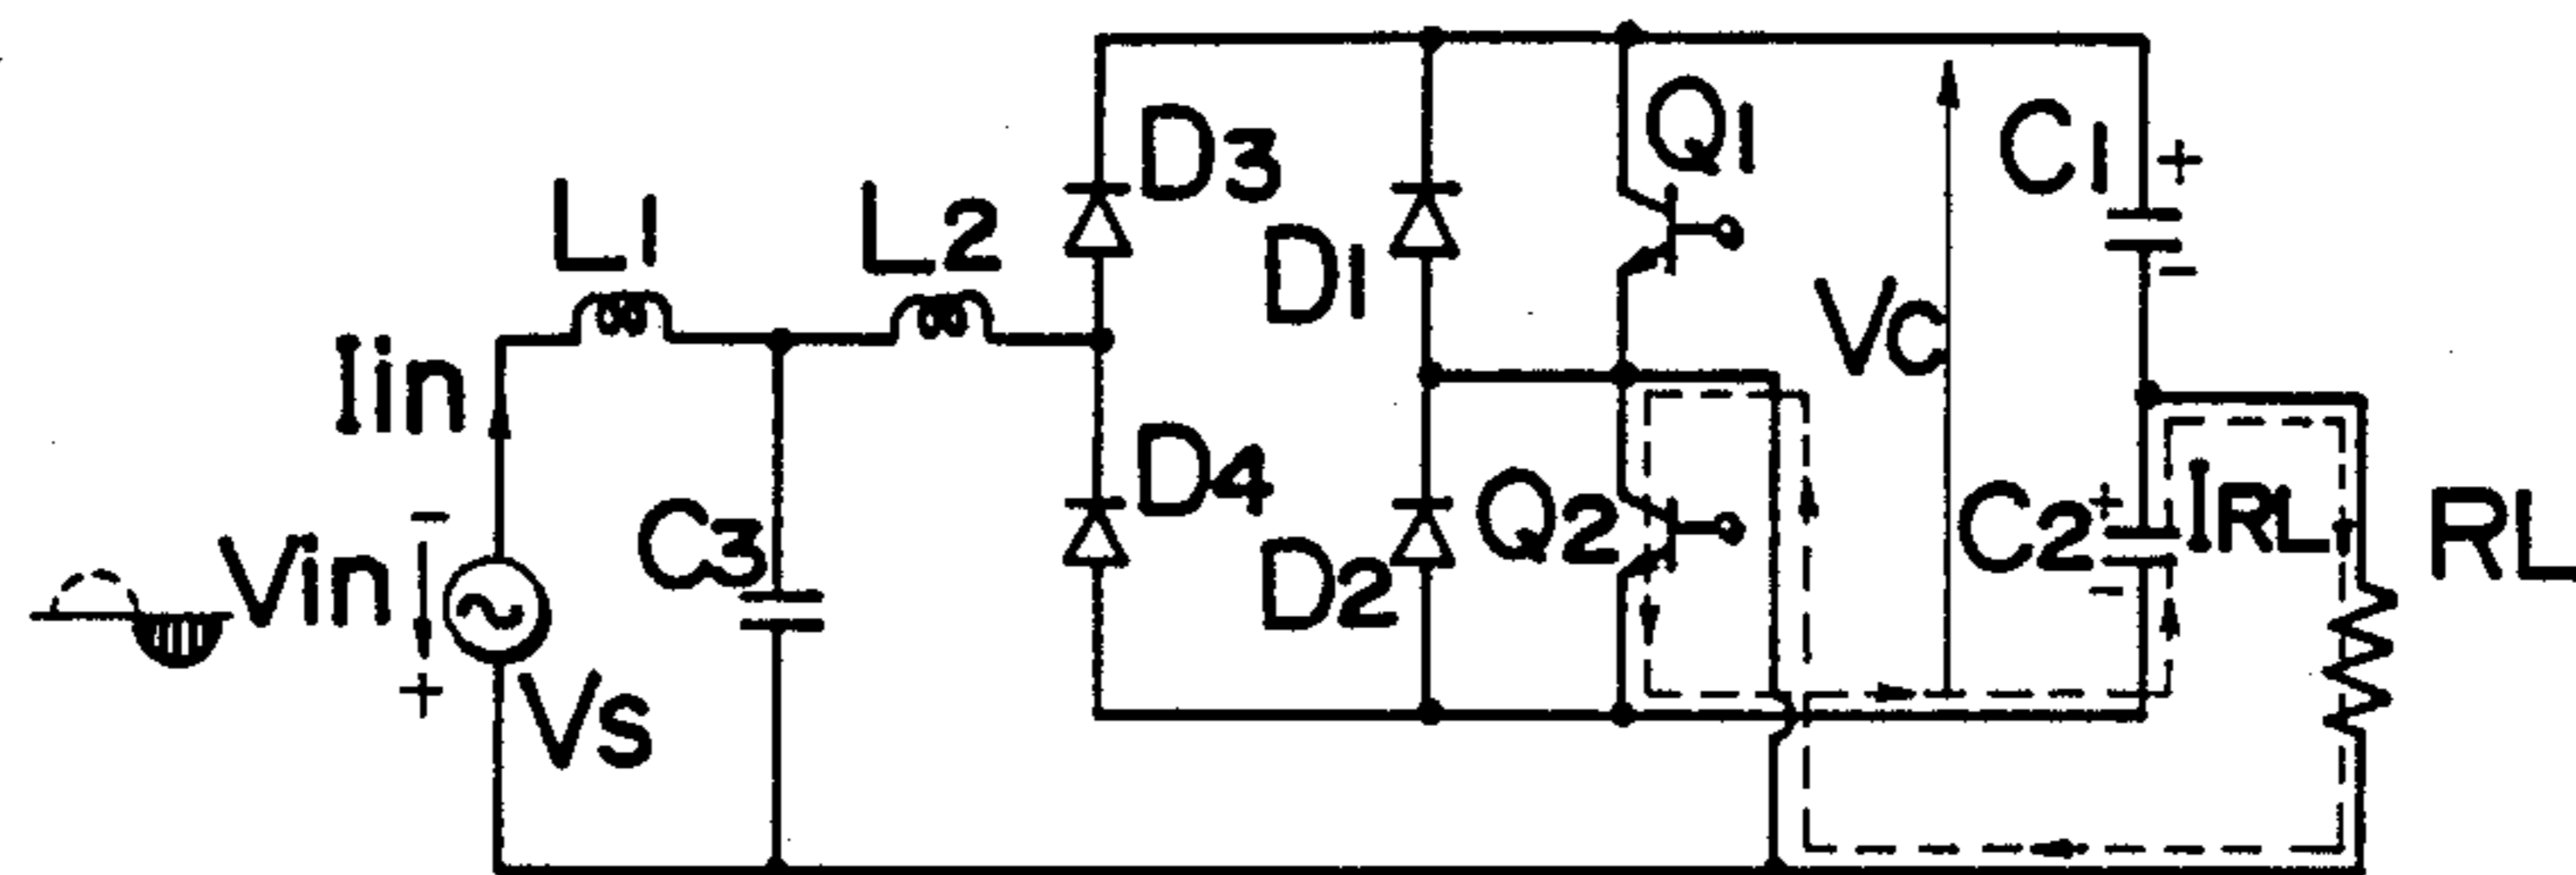 Q1
D3
C1
+
L1
L2
D1
-
Iin
Vc
D4
-
Vin
C3
Q2
C2
+
IRL
RL
D2
-
+
Vs